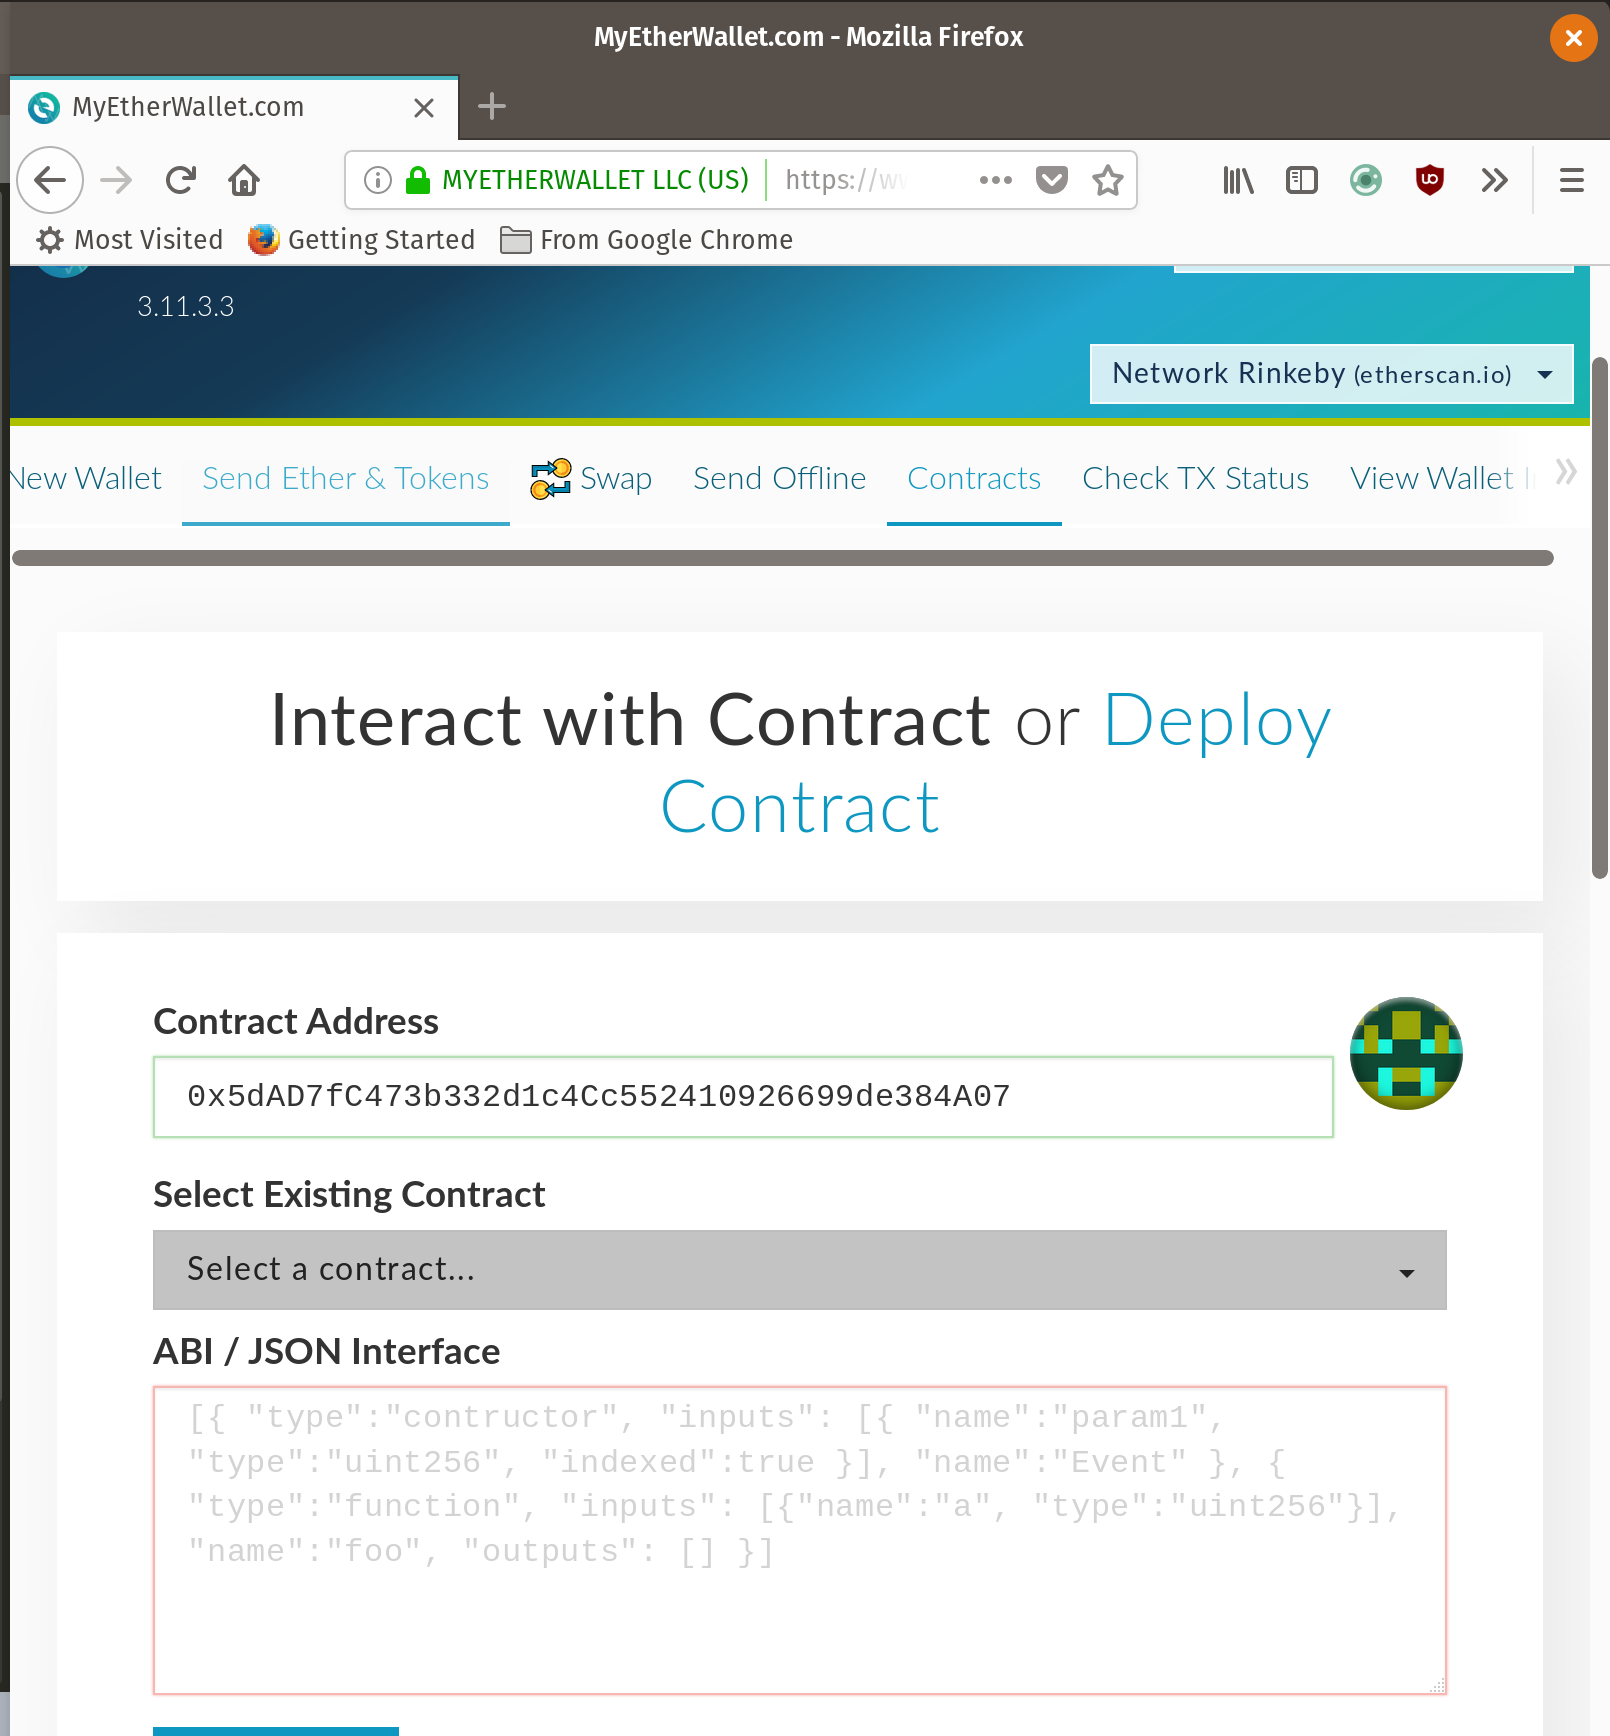 MyEtherWallet.com - Mozilla Firefox
MyEtherWallet.com
MYETHERWALLET LLC (US) https://w
Most Visited Getting Started From Google Chrome
3.11.3.3
Network Rinkeby (etherscan.io)
New Wallet Send Ether & Tokens Swap Send Offline Contracts Check TX Status View Wallet
Interact with Contract or Deploy
Contract
Contract Address
0x5dAD7fC473b332d1c4Cc552410926699de384A07
Select Existing Contract
Select a contract...
ABI / JSON Interface
[{ "type":"contructor", "inputs": [{ "name":"param1",
"type":"uint256", "indexed":true }], "name":"Event" }, {
"type":"function", "inputs": [{"name":"a", "type":"uint256"}],
"name":"foo", "outputs": [] }]